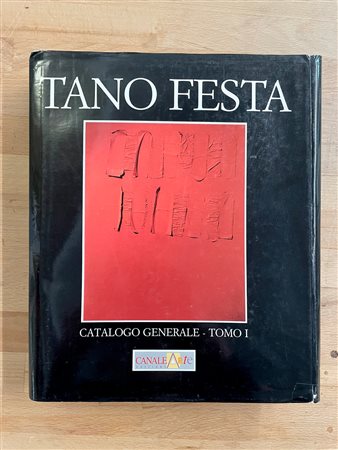 TANO FESTA
CATALOGO GENERALE - TOMO I
CANALE Arte